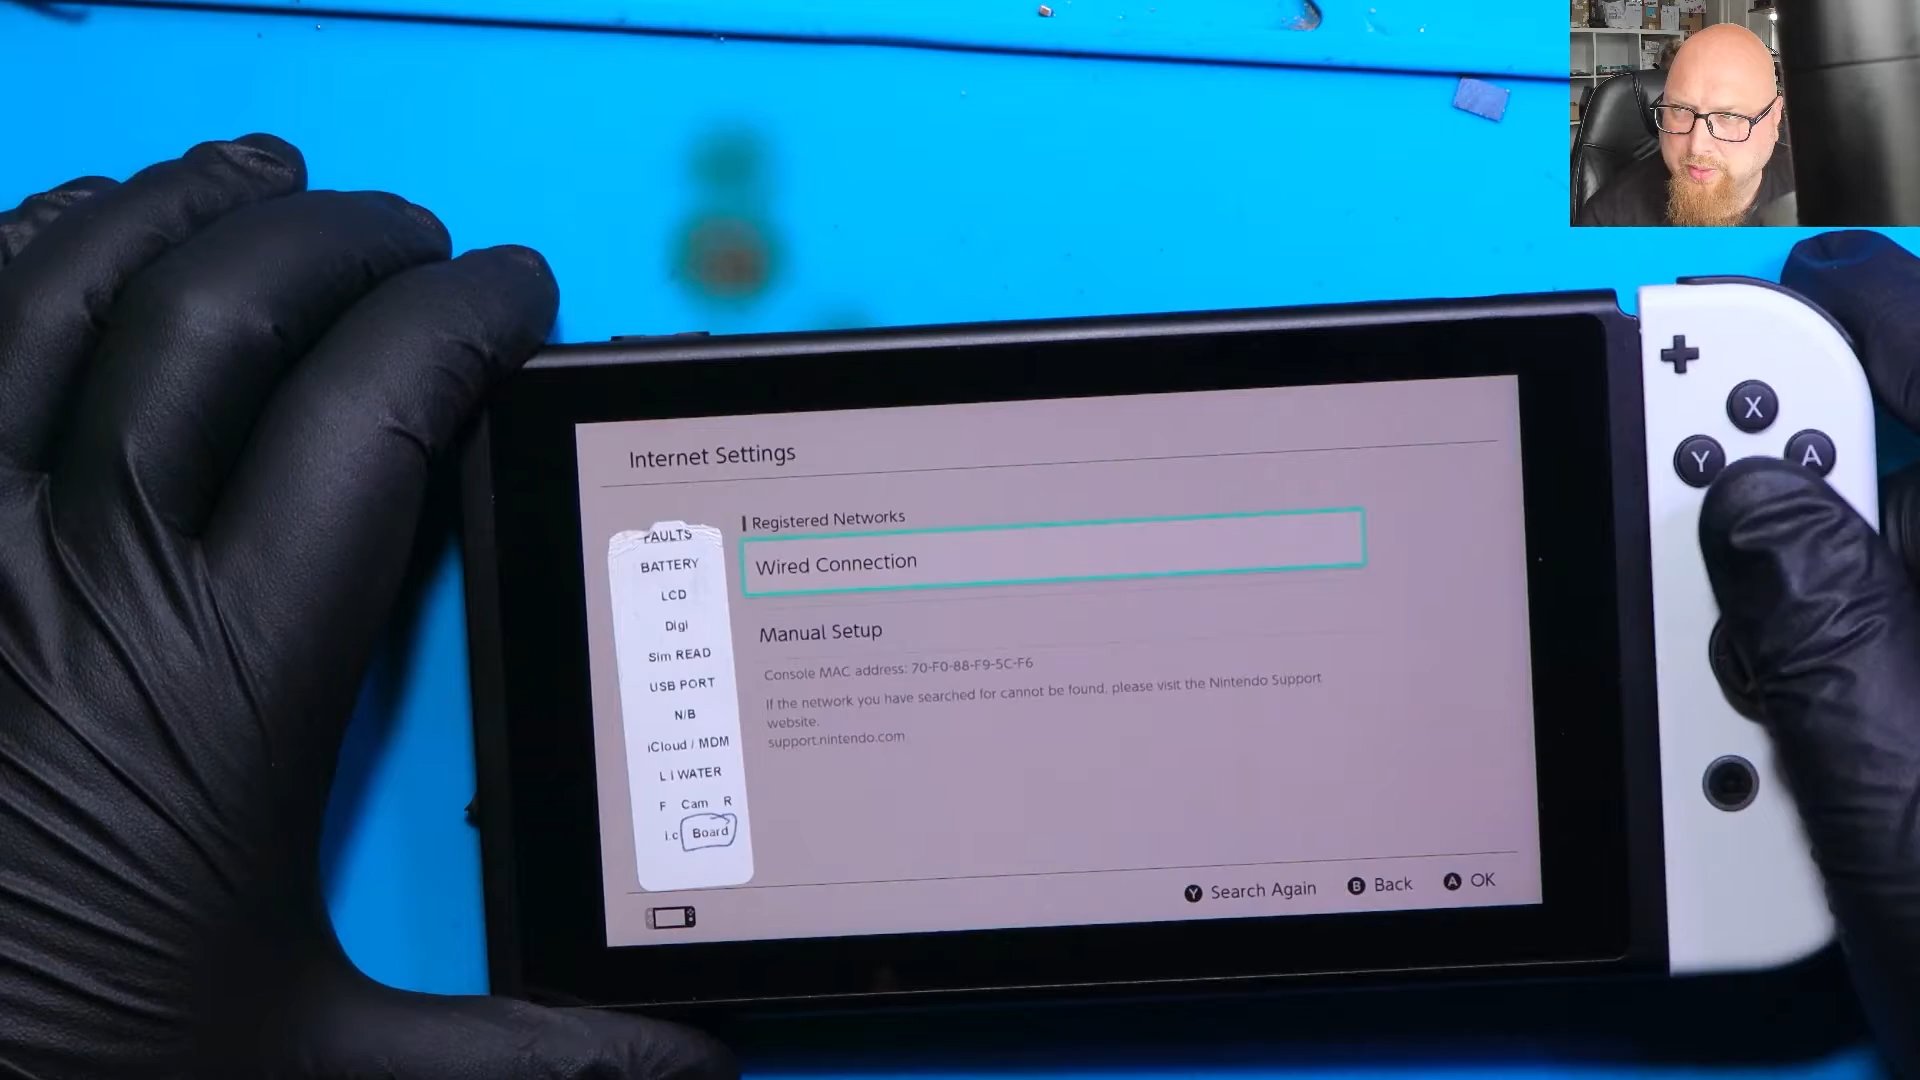 Internet Settings
FAULTS
BATTERY
LCD
Digi
Sim READ
USB PORT
N/B
iCloud / MDM
L I WATER
F Cam R
i.c Board
Registered Networks
Wired Connection
Manual Setup
Console MAC address: 70-F0-88-F9-5C-F6
If the network you have searched for cannot be found, please visit the Nintendo Support
website.
support.nintendo.com
Y Search Again B Back A OK
X
Y A